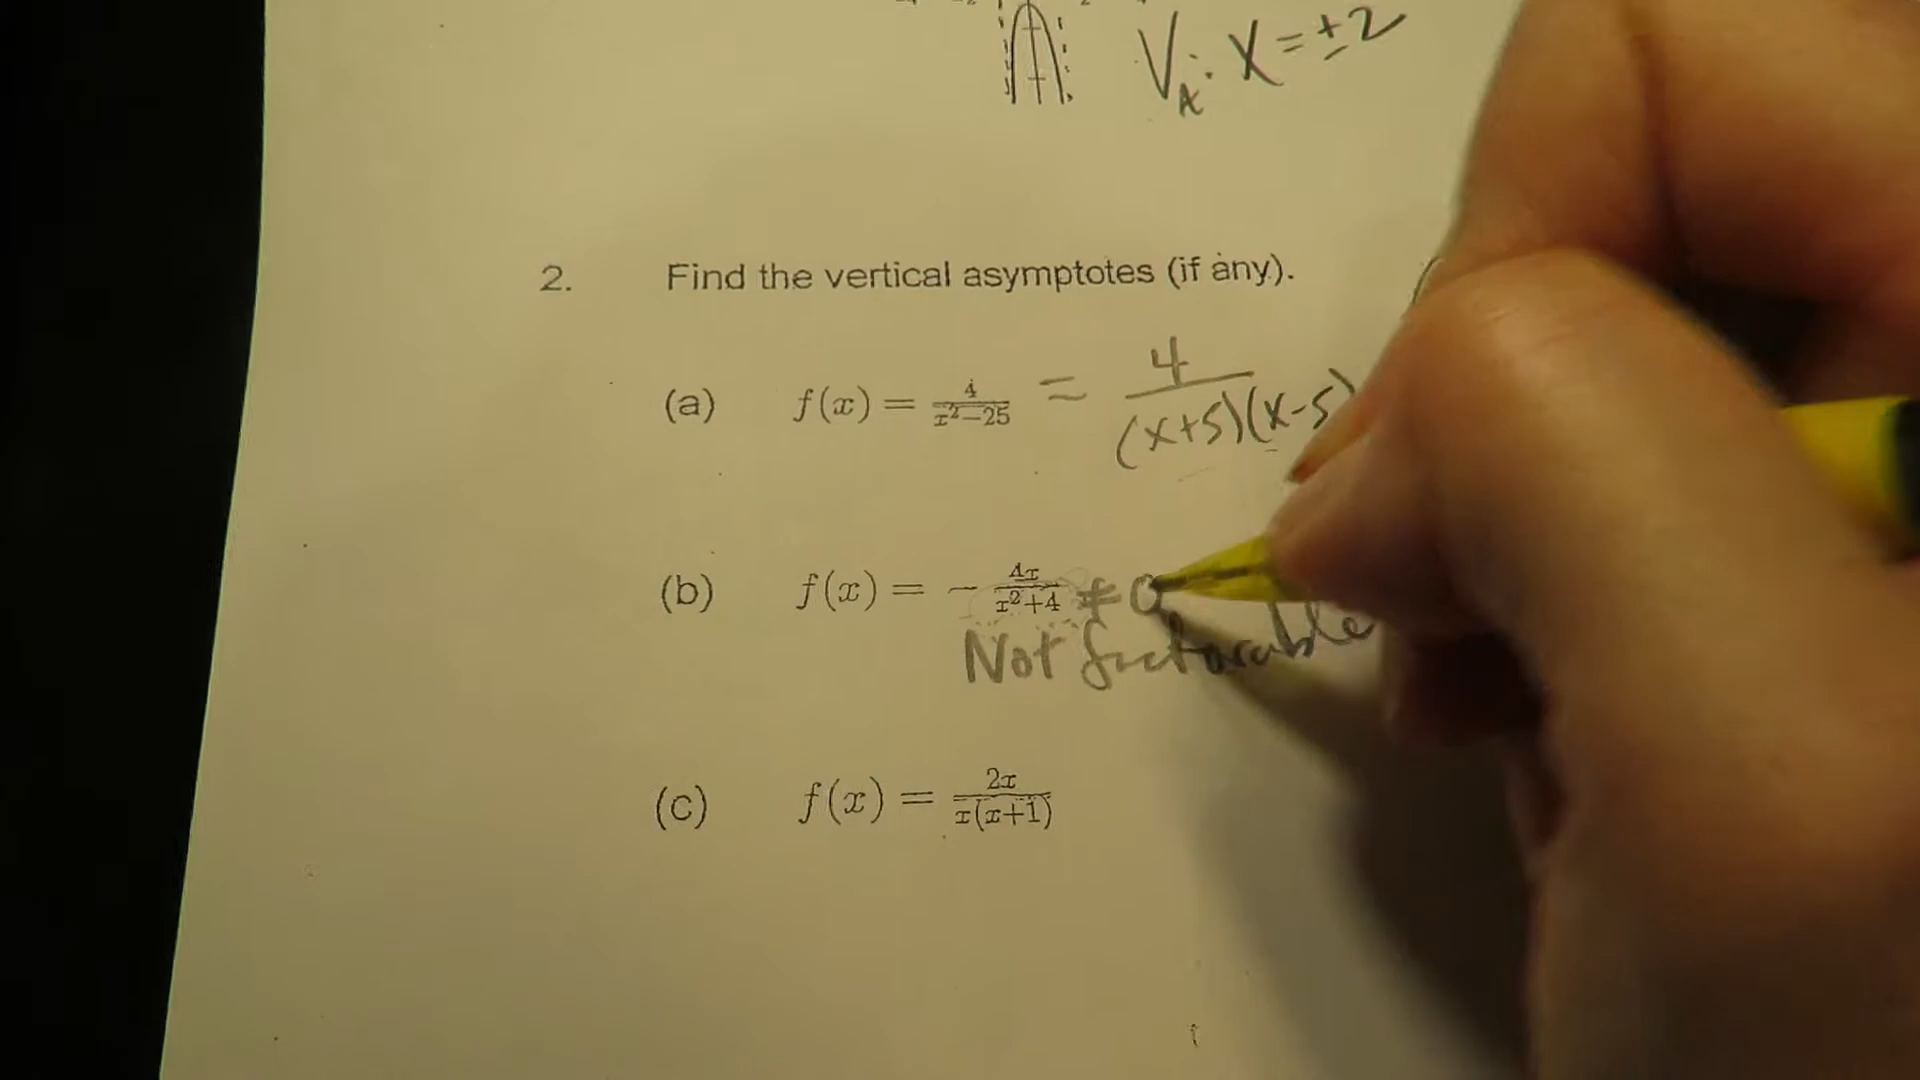 V_A: x = ±2
2. Find the vertical asymptotes (if any).
(a) f(x) = 4/(x²−25) = 4/((x+5)(x-5)
(b) f(x) = − 4x/(x²+4) ≠ 0
Not factorable
(c) f(x) = 2x/(x(x+1))